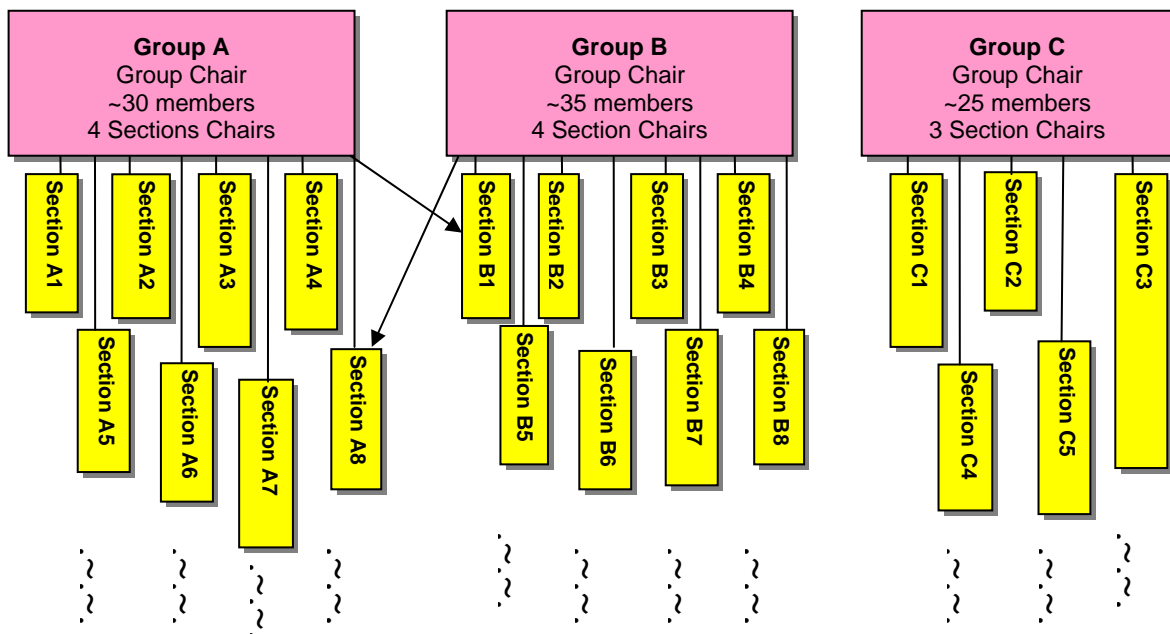 Group A
Group Chair
~30 members
4 Sections Chairs
Group B
Group Chair
~35 members
4 Section Chairs
Group C
Group Chair
~25 members
3 Section Chairs
Section A1
Section A2
Section A3
Section A4
Section A5
Section A6
Section A7
Section A8
Section B1
Section B2
Section B3
Section B4
Section B5
Section B6
Section B7
Section B8
Section C1
Section C2
Section C3
Section C4
Section C5